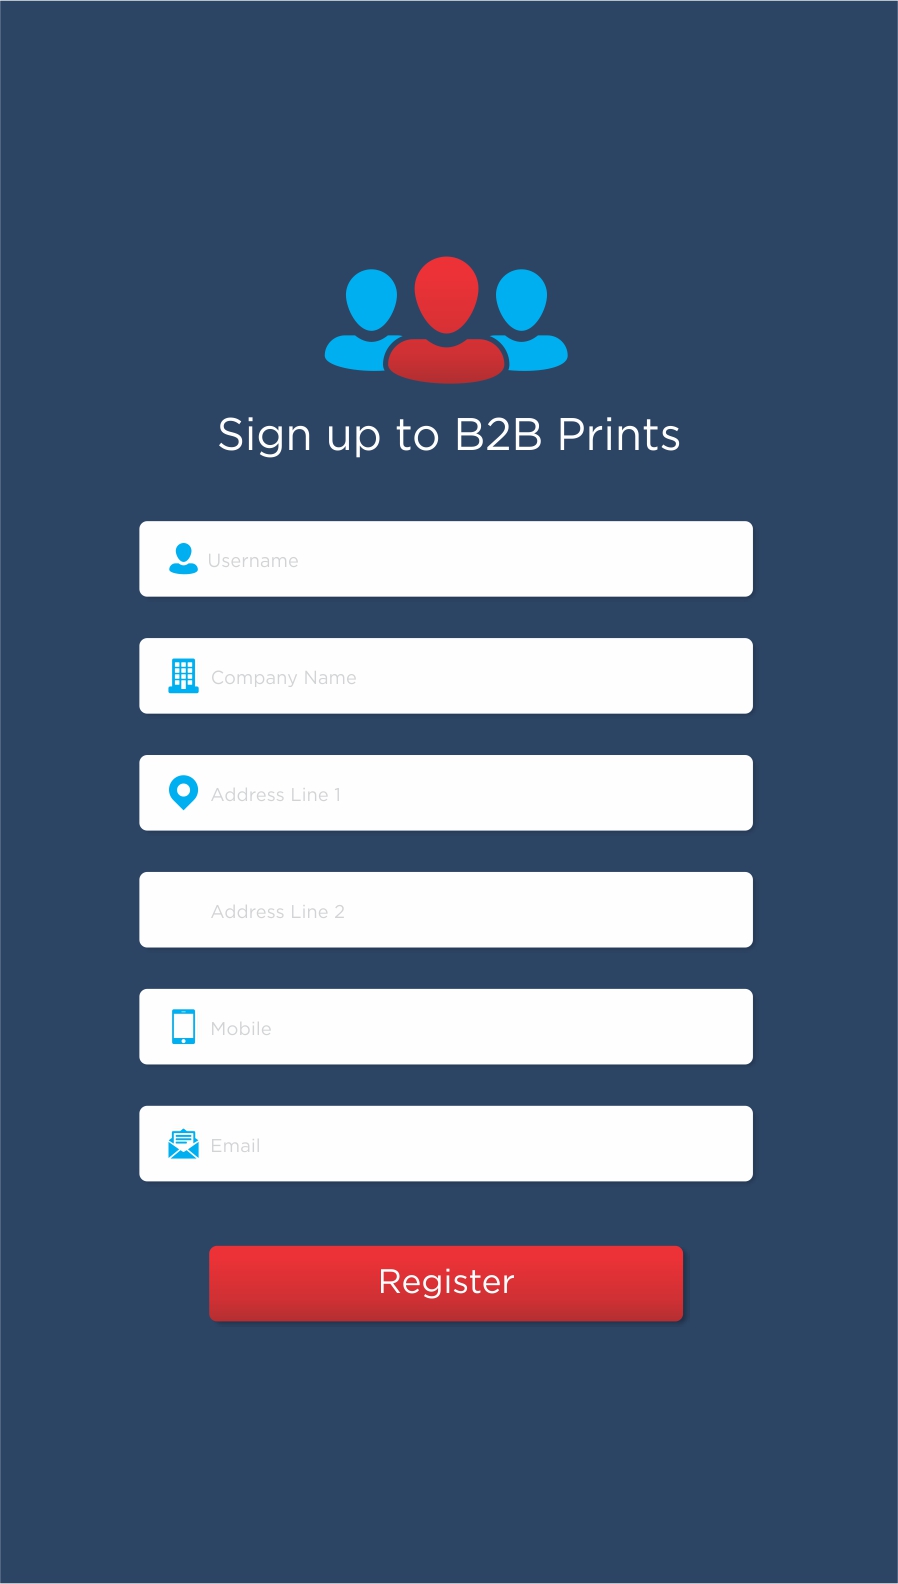 Sign up to B2B Prints
Username
Company Name
Address Line 1
Address Line 2
Mobile
Email
Register